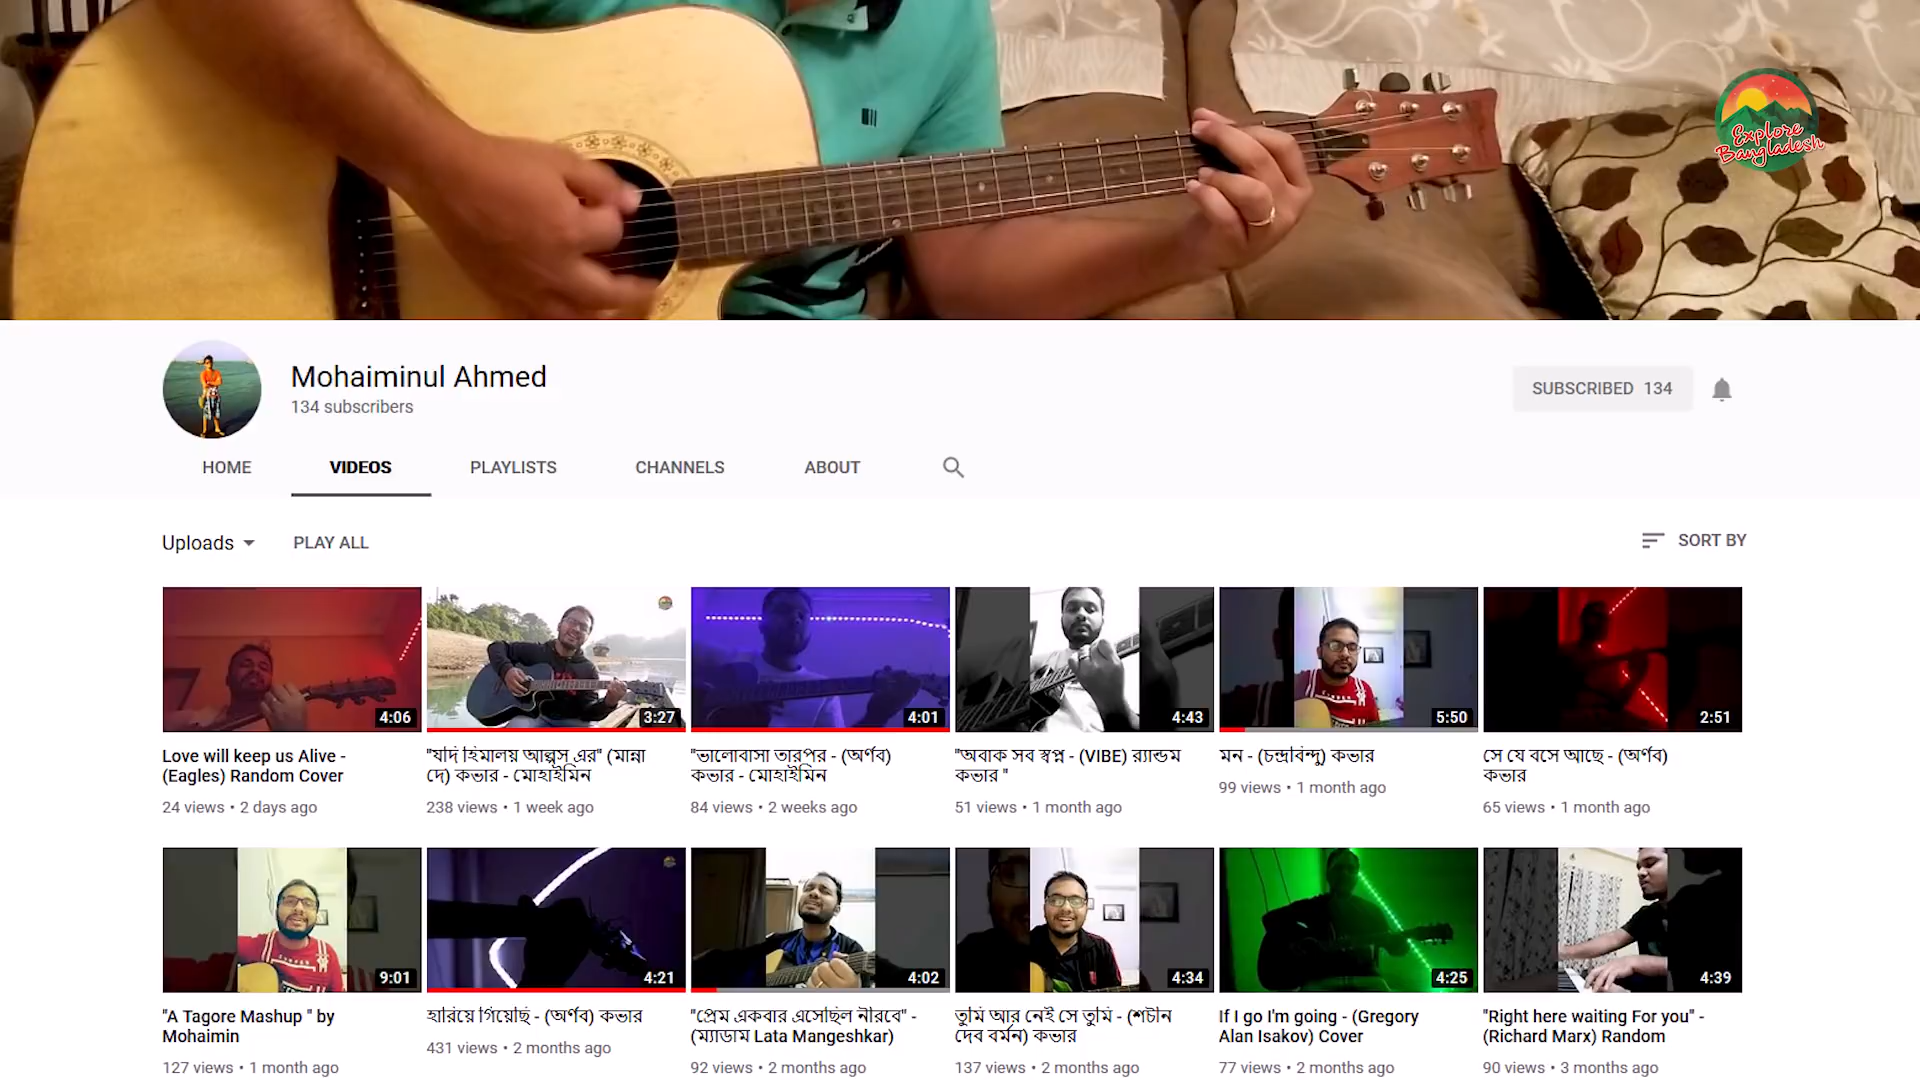 Explore
Bangladesh
Mohaiminul Ahmed
134 subscribers
SUBSCRIBED 134
HOME VIDEOS PLAYLISTS CHANNELS ABOUT
Uploads PLAY ALL SORT BY
4:06 3:27 4:01 4:43 5:50 2:51
Love will keep us Alive -
(Eagles) Random Cover
24 views • 2 days ago
"যদি হিমালয় আল্পস এর" (মান্না
দে) কভার - মোহাইমিন
238 views • 1 week ago
"ভালোবাসা তারপর - (অর্ণব)
কভার - মোহাইমিন
84 views • 2 weeks ago
"অবাক সব স্বপ্ন - (VIBE) র‍্যান্ডম
কভার "
51 views • 1 month ago
মন - (চন্দ্রবিন্দু) কভার
99 views • 1 month ago
সে যে বসে আছে - (অর্ণব)
কভার
65 views • 1 month ago
9:01 4:21 4:02 4:34 4:25 4:39
"A Tagore Mashup " by
Mohaimin
127 views • 1 month ago
হারিয়ে গিয়েছি - (অর্ণব) কভার
431 views • 2 months ago
"প্রেম একবার এসেছিল নীরবে" -
(ম্যাডাম Lata Mangeshkar)
92 views • 2 months ago
তুমি আর নেই সে তুমি - (শচীন
দেব বর্মন) কভার
137 views • 2 months ago
If I go I'm going - (Gregory
Alan Isakov) Cover
77 views • 2 months ago
"Right here waiting For you" -
(Richard Marx) Random
90 views • 3 months ago